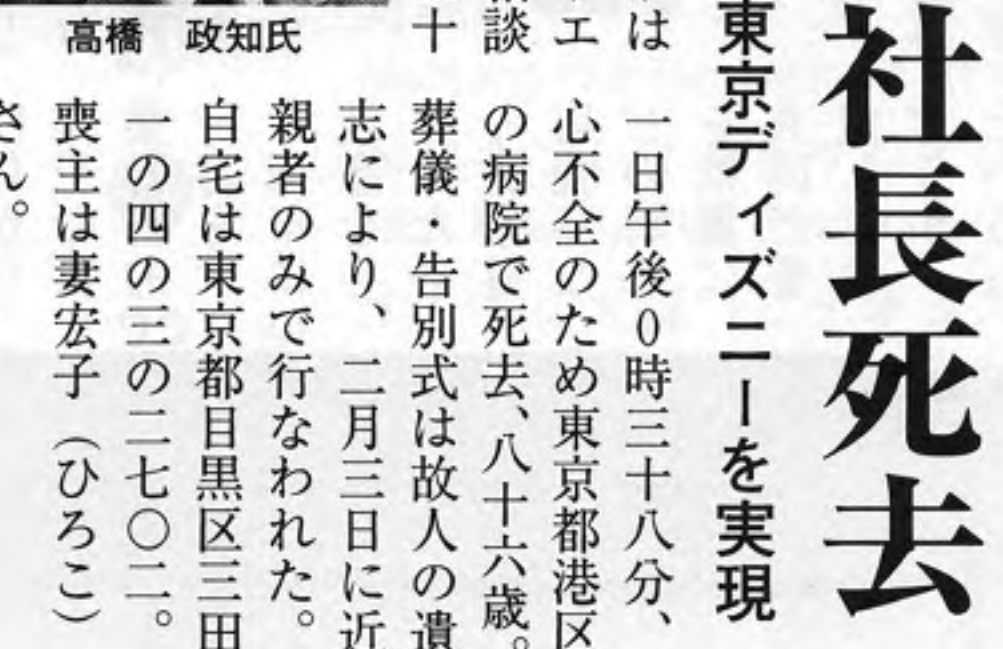 社長死去
東京ディズニーを実現
は
エ
談
十
一日午後0時三十八分、
心不全のため東京都港区
の病院で死去、八十六歳。
葬儀・告別式は故人の遺
志により、二月三日に近
親者のみで行なわれた。
自宅は東京都目黒区三田
一の四の三の二七〇二。
喪主は妻宏子（ひろこ）
さん。
高橋　政知氏